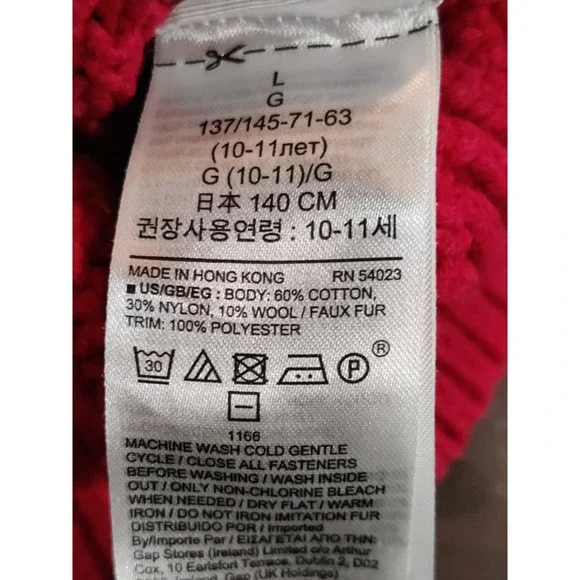 L
G
137/145-71-63
(10-11лет)
G (10-11)/G
日本 140 CM
권장사용연령 : 10-11세
MADE IN HONG KONG RN 54023
■ US/GB/EG : BODY: 60% COTTON,
30% NYLON, 10% WOOL / FAUX FUR
TRIM: 100% POLYESTER
30 P ®
1166
MACHINE WASH COLD GENTLE
CYCLE / CLOSE ALL FASTENERS
BEFORE WASHING / WASH INSIDE
OUT / ONLY NON-CHLORINE BLEACH
WHEN NEEDED / DRY FLAT / WARM
IRON / DO NOT IRON IMITATION FUR
DISTRIBUIDO POR / Imported
By/Importe Par / ΕΙΣΑΓΕΤΑΙ ΑΠΟ ΤΗΝ:
Gap Stores (Ireland) Limited c/o Arthur
Cox, 10 Earlsfort Terrace, Dublin 2, D02
Gap (UK Holdings)